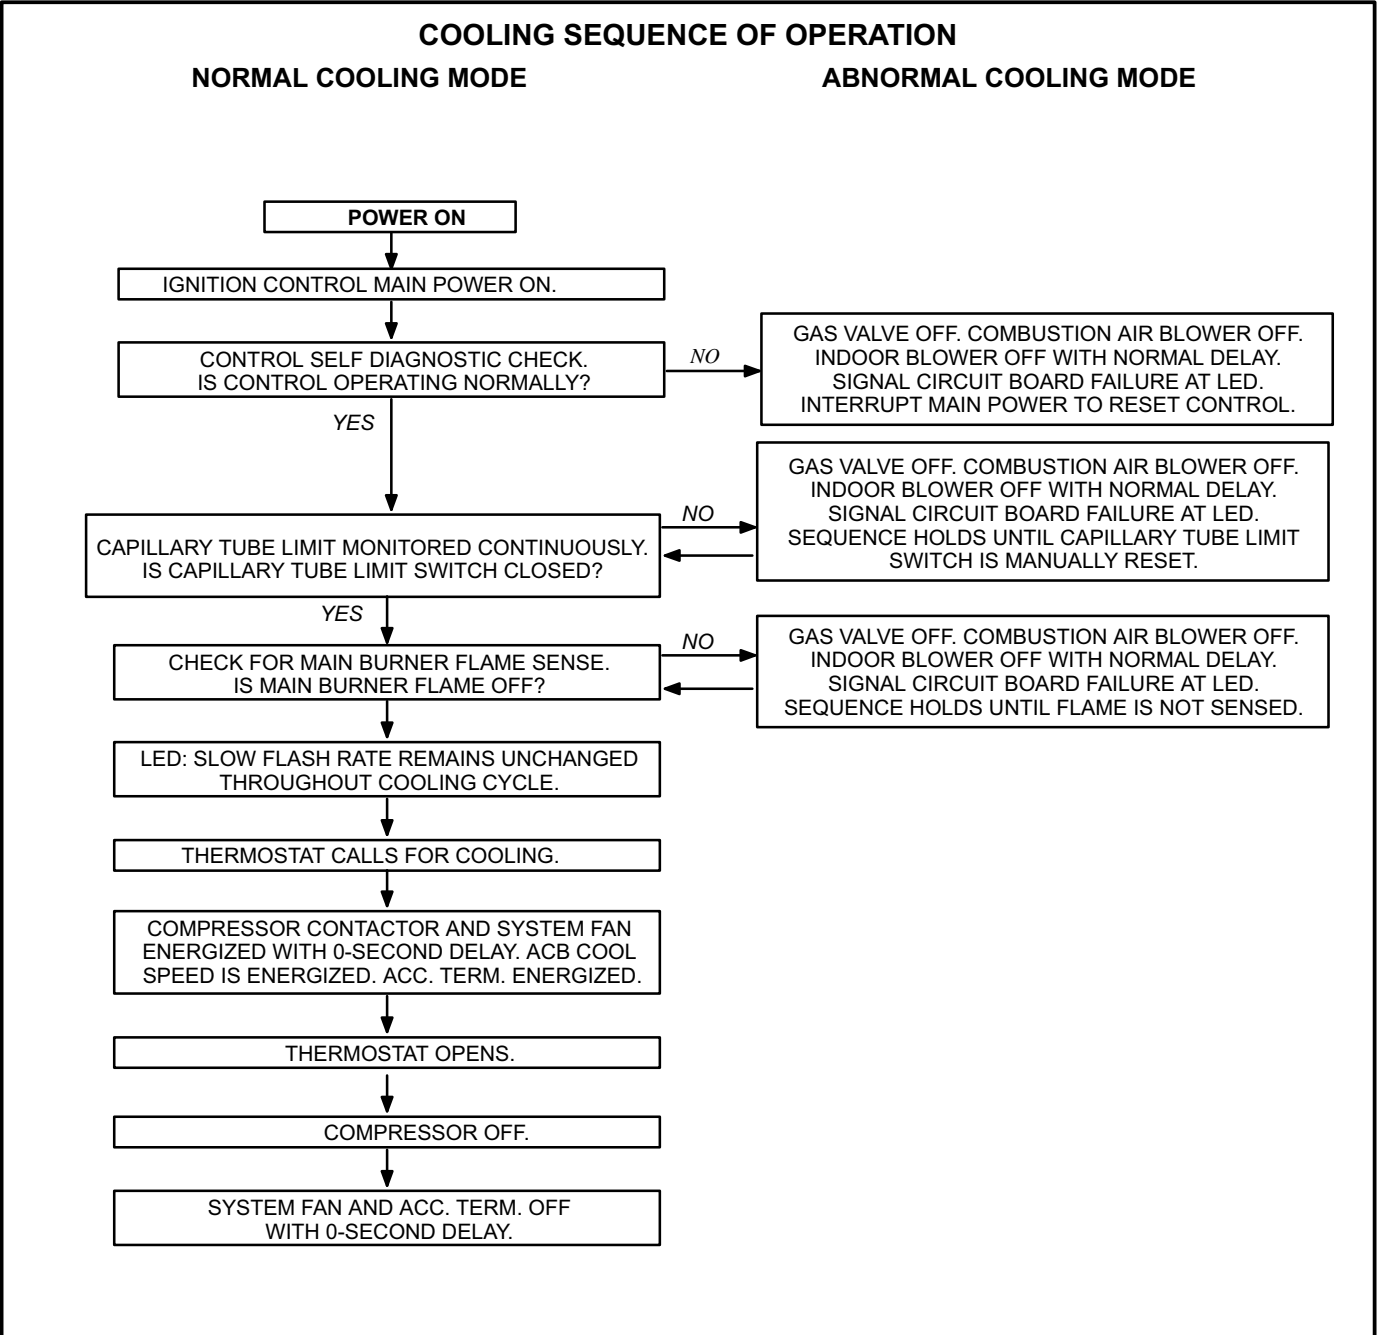 COOLING SEQUENCE OF OPERATION
NORMAL COOLING MODE
ABNORMAL COOLING MODE
POWER ON
IGNITION CONTROL MAIN POWER ON.
CONTROL SELF DIAGNOSTIC CHECK.
IS CONTROL OPERATING NORMALLY?
NO
GAS VALVE OFF. COMBUSTION AIR BLOWER OFF.
INDOOR BLOWER OFF WITH NORMAL DELAY.
SIGNAL CIRCUIT BOARD FAILURE AT LED.
INTERRUPT MAIN POWER TO RESET CONTROL.
YES
CAPILLARY TUBE LIMIT MONITORED CONTINUOUSLY.
IS CAPILLARY TUBE LIMIT SWITCH CLOSED?
NO
GAS VALVE OFF. COMBUSTION AIR BLOWER OFF.
INDOOR BLOWER OFF WITH NORMAL DELAY.
SIGNAL CIRCUIT BOARD FAILURE AT LED.
SEQUENCE HOLDS UNTIL CAPILLARY TUBE LIMIT
SWITCH IS MANUALLY RESET.
YES
CHECK FOR MAIN BURNER FLAME SENSE.
IS MAIN BURNER FLAME OFF?
NO
GAS VALVE OFF. COMBUSTION AIR BLOWER OFF.
INDOOR BLOWER OFF WITH NORMAL DELAY.
SIGNAL CIRCUIT BOARD FAILURE AT LED.
SEQUENCE HOLDS UNTIL FLAME IS NOT SENSED.
LED: SLOW FLASH RATE REMAINS UNCHANGED
THROUGHOUT COOLING CYCLE.
THERMOSTAT CALLS FOR COOLING.
COMPRESSOR CONTACTOR AND SYSTEM FAN
ENERGIZED WITH 0-SECOND DELAY. ACB COOL
SPEED IS ENERGIZED. ACC. TERM. ENERGIZED.
THERMOSTAT OPENS.
COMPRESSOR OFF.
SYSTEM FAN AND ACC. TERM. OFF
WITH 0-SECOND DELAY.